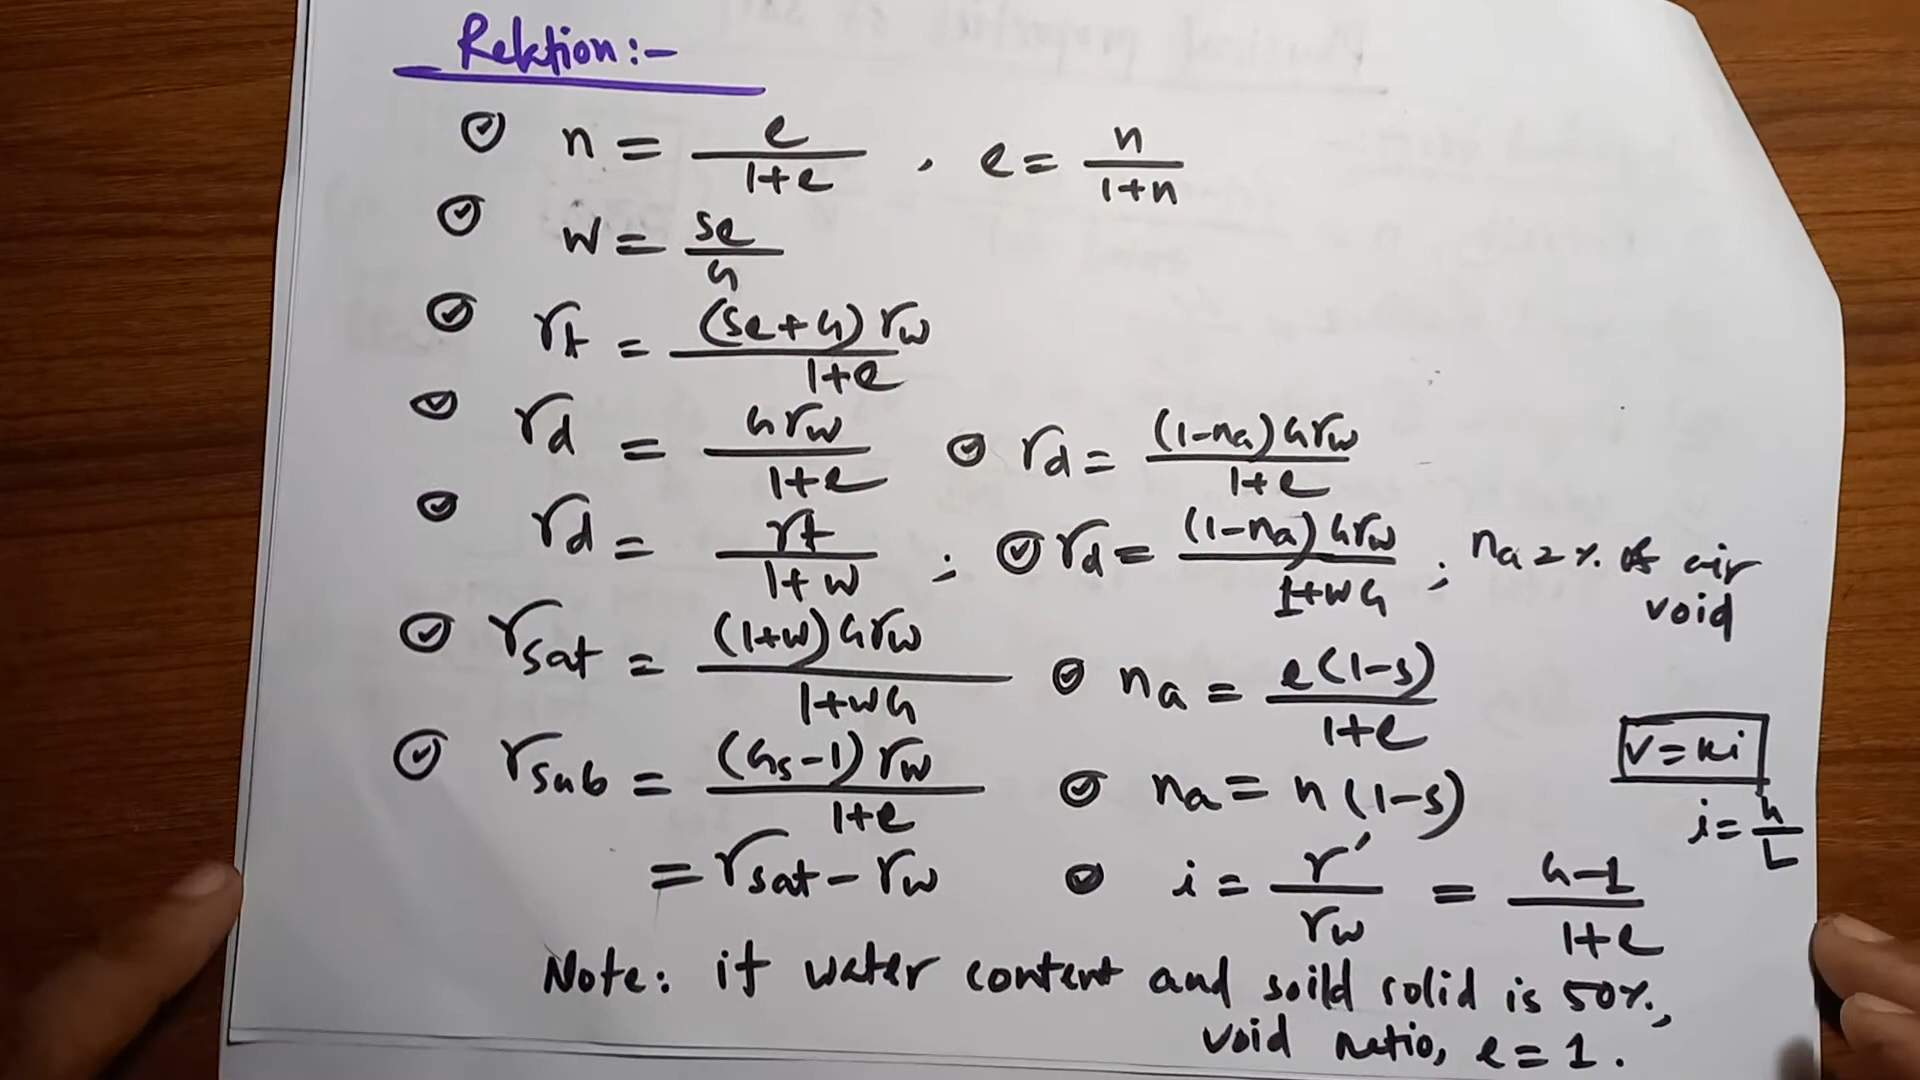 Relation:-
n = e/(1+e) , e = n/(1+n)
w = se/G
γt = (se+G)γw/(1+e)
γd = Gγw/(1+e)   γd = (1-na)Gγw/(1+e)
γd = γt/(1+w) ; γd = (1-na)Gγw/(1+wG) ; na = % of air void
γsat = (1+w)Gγw/(1+wG)   na = e(1-s)/(1+e)
γsub = (Gs-1)γw/(1+e)   na = n(1-s)
v=ki
i = h/L
= γsat - γw   i = γ'/γw = (G-1)/(1+e)
Note: if water content and soild solid is 50%,
void ratio, e = 1.